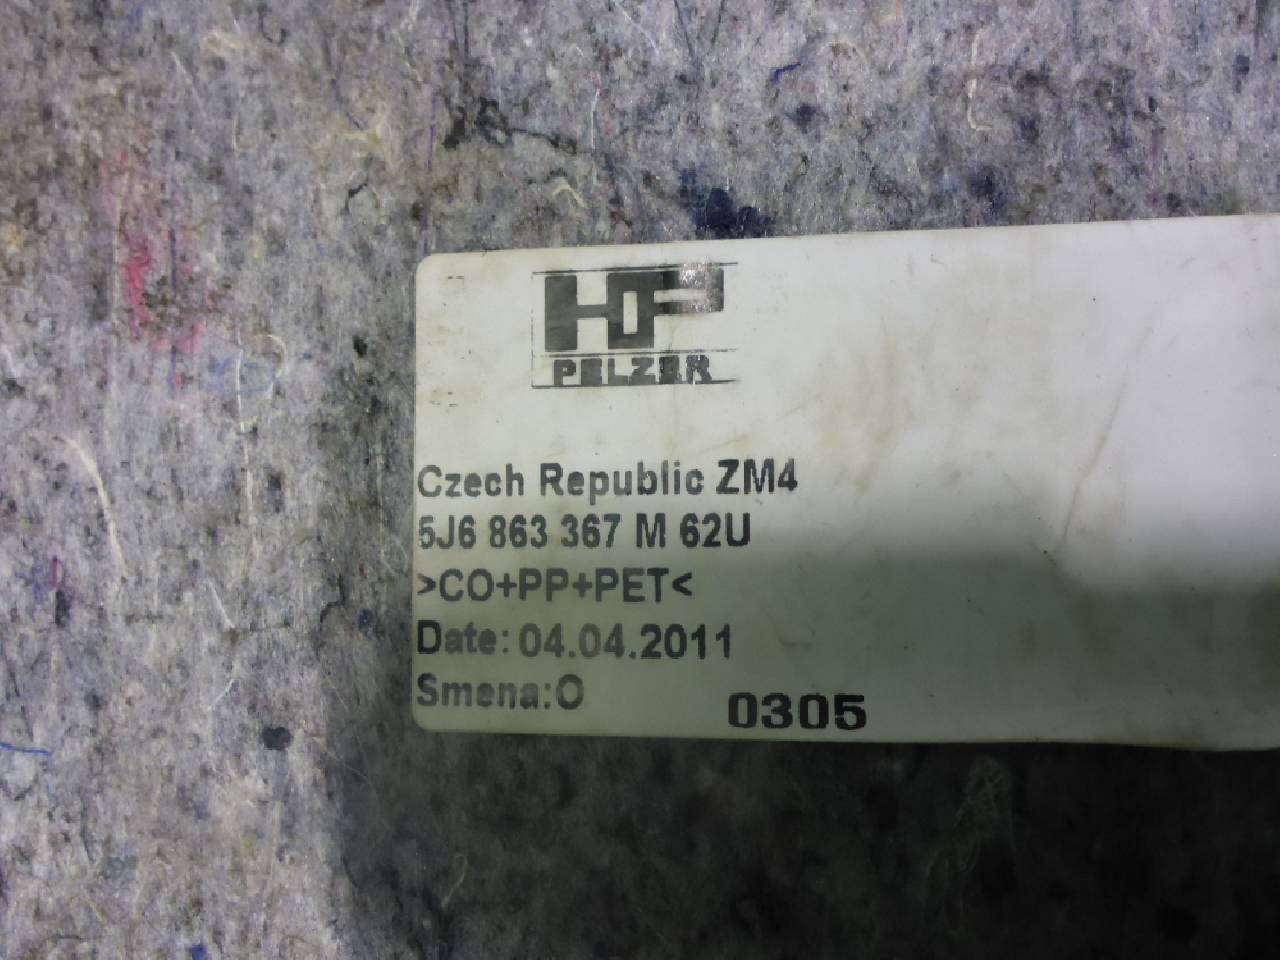 HP
PELZER
Czech Republic ZM4
5J6 863 367 M 62U
>CO+PP+PET<
Date: 04.04.2011
Smena:O
0305